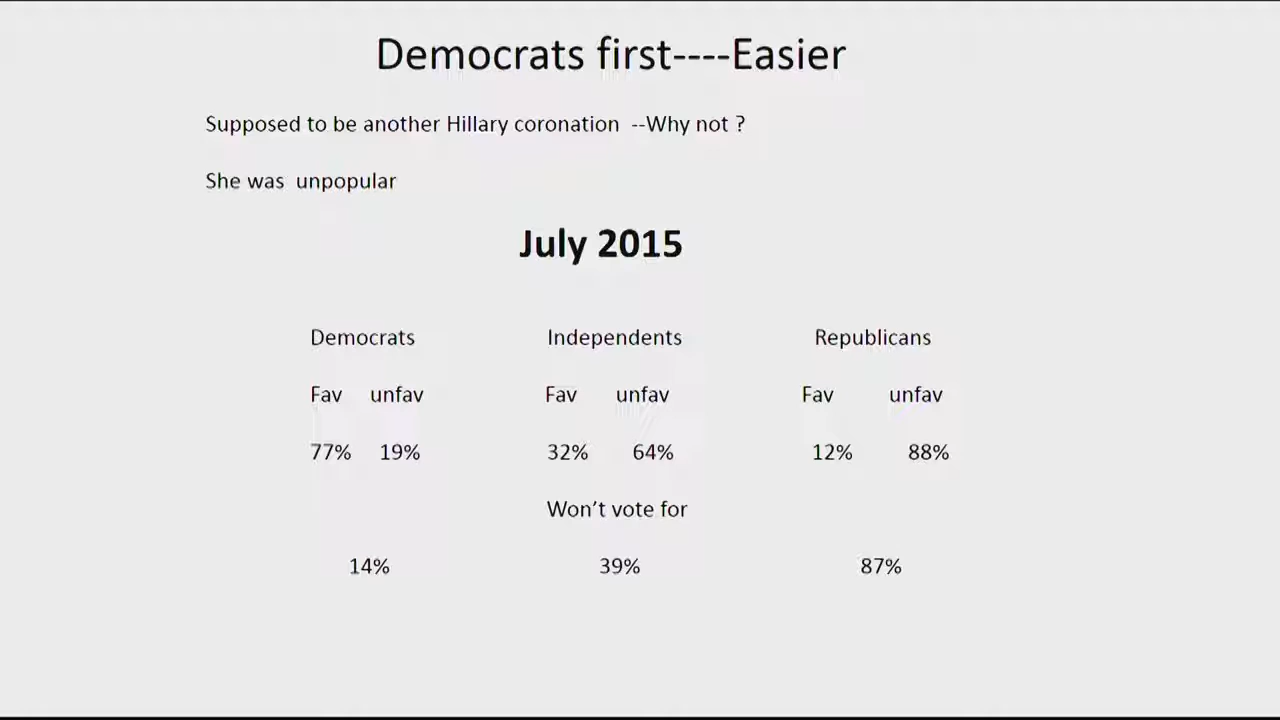 Democrats first----Easier
Supposed to be another Hillary coronation --Why not ?
She was unpopular
July 2015
Democrats Independents Republicans
Fav unfav Fav unfav Fav unfav
77% 19% 32% 64% 12% 88%
Won't vote for
14% 39% 87%